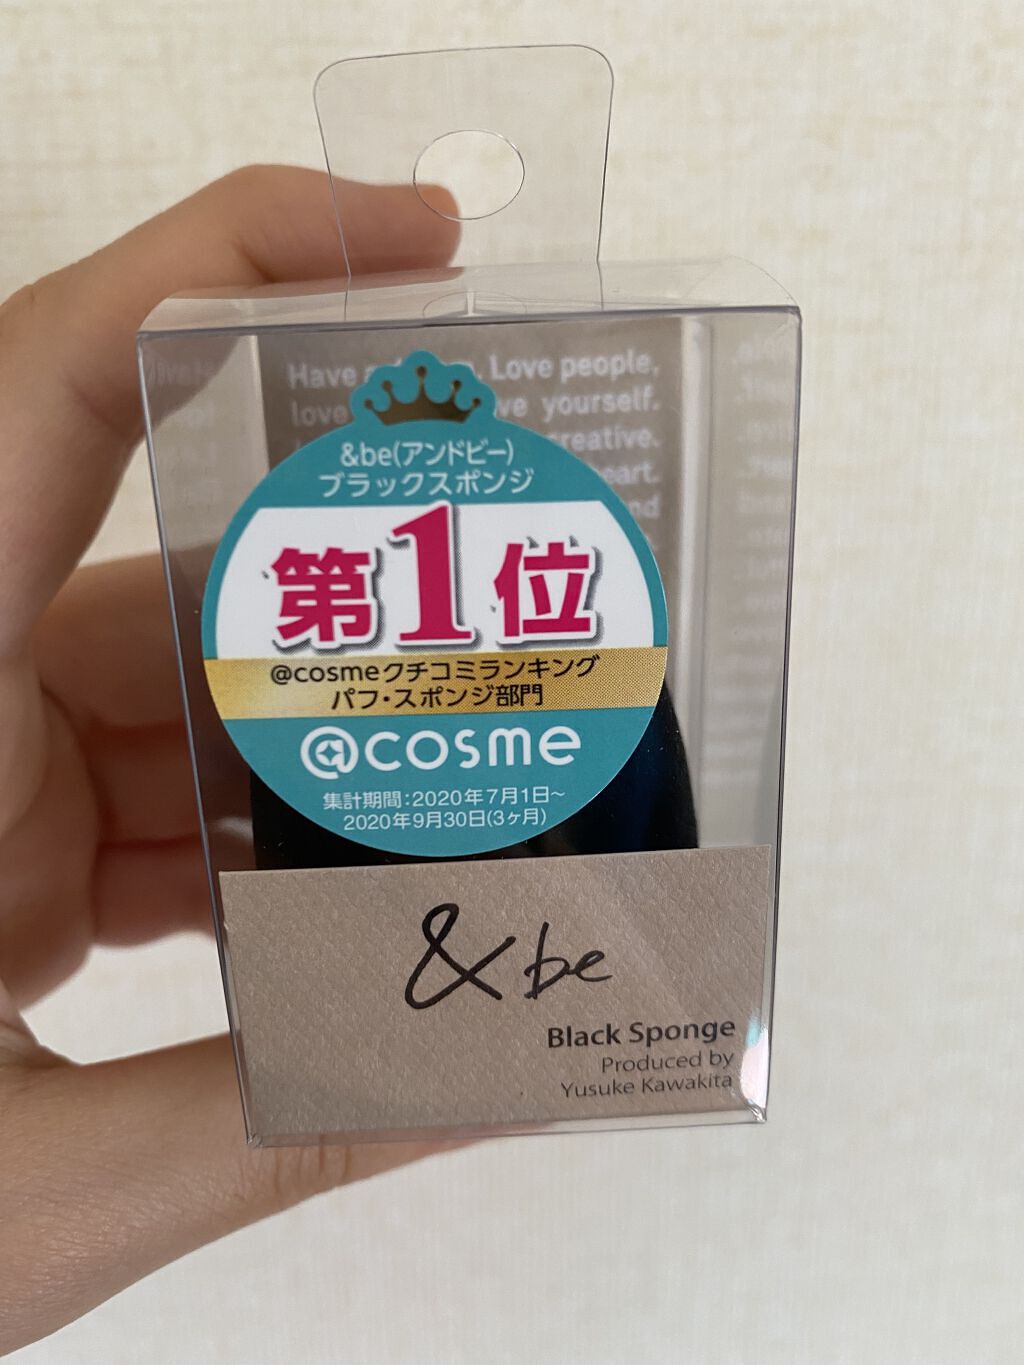 Have a . Love people,
love ve yourself.
creative.
eart.
nd
&be(アンドビー)
ブラックスポンジ
第1位
@cosmeクチコミランキング
パフ・スポンジ部門
@cosme
集計期間:2020年7月1日～
2020年9月30日(3ヶ月)
&be
Black Sponge
Produced by
Yusuke Kawakita